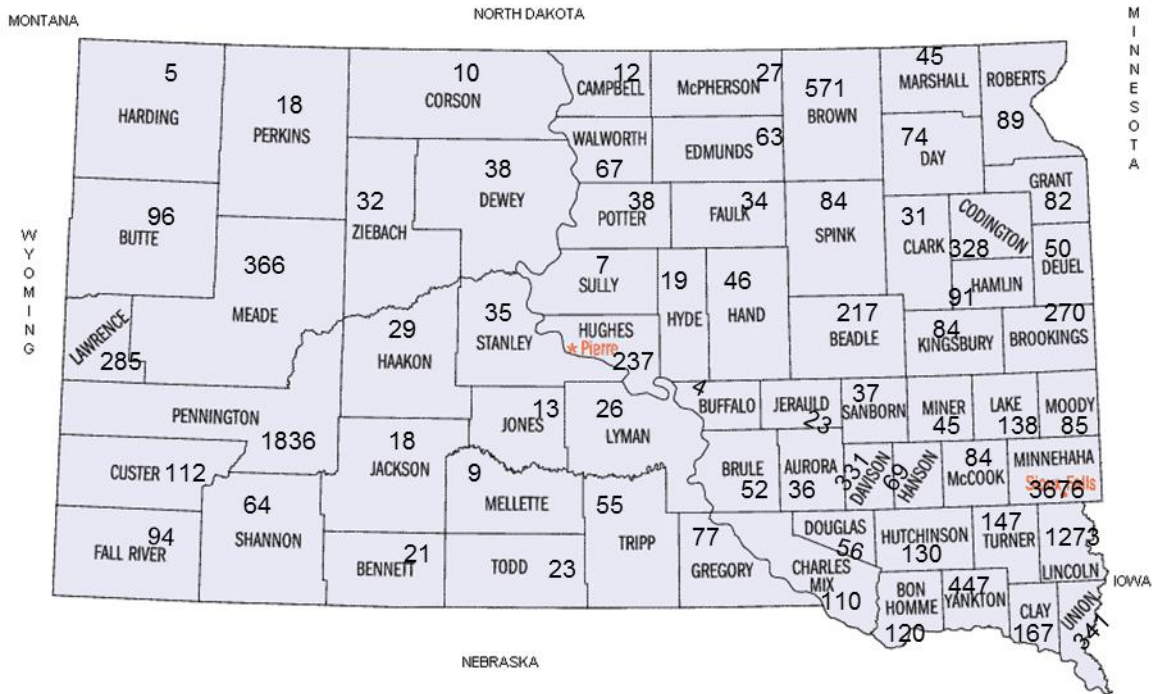 NORTH DAKOTA
MONTANA
MINNESOTA
WYOMING
IOWA
NEBRASKA
5
HARDING
18
PERKINS
10
CORSON
12
CAMPBELL
27
McPHERSON
571
BROWN
45
MARSHALL
ROBERTS
89
WALWORTH
67
63
EDMUNDS
74
DAY
38
DEWEY
32
ZIEBACH
96
BUTTE
366
MEADE
38
POTTER
34
FAULK
84
SPINK
31
CLARK
CODINGTON
328
GRANT
82
50
DEUEL
HAMLIN
91
7
SULLY
19
HYDE
46
HAND
LAWRENCE
285
29
HAAKON
35
STANLEY
HUGHES
* Pierre
237
217
BEADLE
84
KINGSBURY
270
BROOKINGS
PENNINGTON
1836
13
JONES
26
LYMAN
4
BUFFALO
JERAULD
23
37
SANBORN
MINER
45
LAKE
138
MOODY
85
CUSTER 112
18
JACKSON
9
MELLETTE
55
TRIPP
BRULE
52
AURORA
36
331
DAVISON
69
HANSON
84
McCOOK
MINNEHAHA
Sioux Falls
3676
94
FALL RIVER
64
SHANNON
21
BENNETT
TODD 23
77
GREGORY
DOUGLAS
56
CHARLES
MIX
110
HUTCHINSON
130
147
TURNER
1273
LINCOLN
BON
HOMME
120
447
YANKTON
CLAY
167
UNION
347